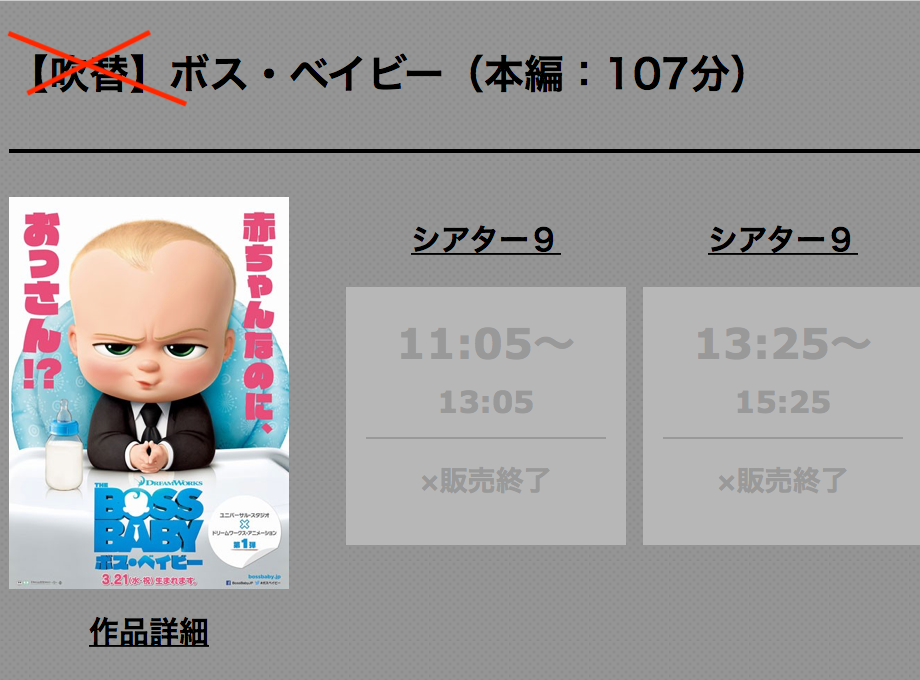 【吹替】ボス・ベイビー（本編：107分）
シアター９
シアター９
11:05〜
13:05
×販売終了
13:25〜
15:25
×販売終了
赤ちゃんなのに、
おっさん!?
DREAMWORKS
THE
BOSS
BABY
ボス・ベイビー
ユニバーサル・スタジオ
×
ドリームワークス・アニメーション
第1弾
3.21(水・祝)生まれます。
bossbaby.jp
作品詳細